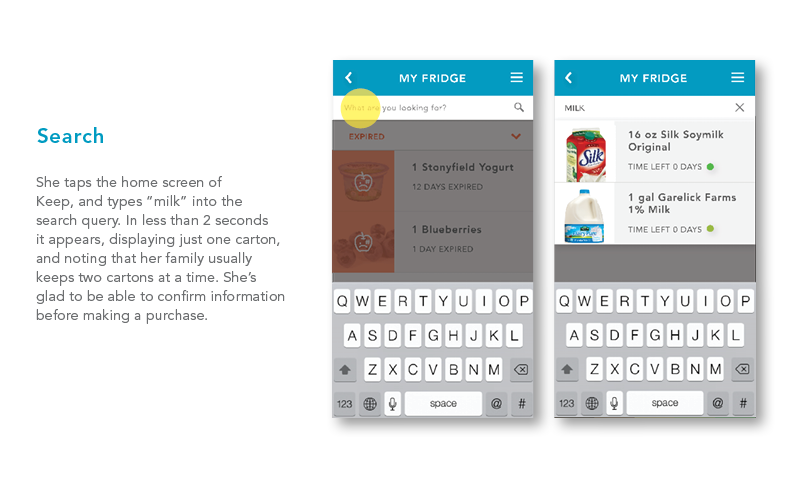 Search
She taps the home screen of
Keep, and types ”milk” into the
search query. In less than 2 seconds
it appears, displaying just one carton,
and noting that her family usually
keeps two cartons at a time. She’s
glad to be able to confirm information
before making a purchase.
MY FRIDGE
What are you looking for?
EXPIRED
1 Stonyfield Yogurt
12 DAYS EXPIRED
1 Blueberries
1 DAY EXPIRED
Q W E R T Y U I O P
A S D F G H J K L
Z X C V B N M
123 space @ #
MY FRIDGE
MILK
Silk
16 oz Silk Soymilk
Original
TIME LEFT 0 DAYS
1 gal Garelick Farms
1% Milk
TIME LEFT 0 DAYS
Q W E R T Y U I O P
A S D F G H J K L
Z X C V B N M
123 space @ #